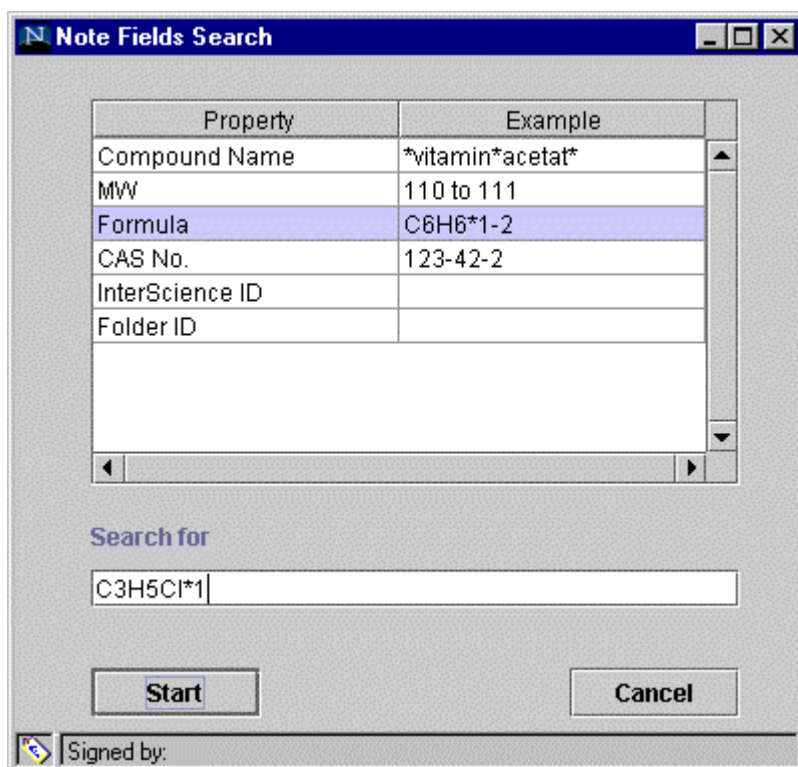 N Note Fields Search
Property Example
Compound Name *vitamin*acetat*
MW 110 to 111
Formula C6H6*1-2
CAS No. 123-42-2
InterScience ID
Folder ID
Search for
C3H5Cl*1
Start Cancel
Signed by: